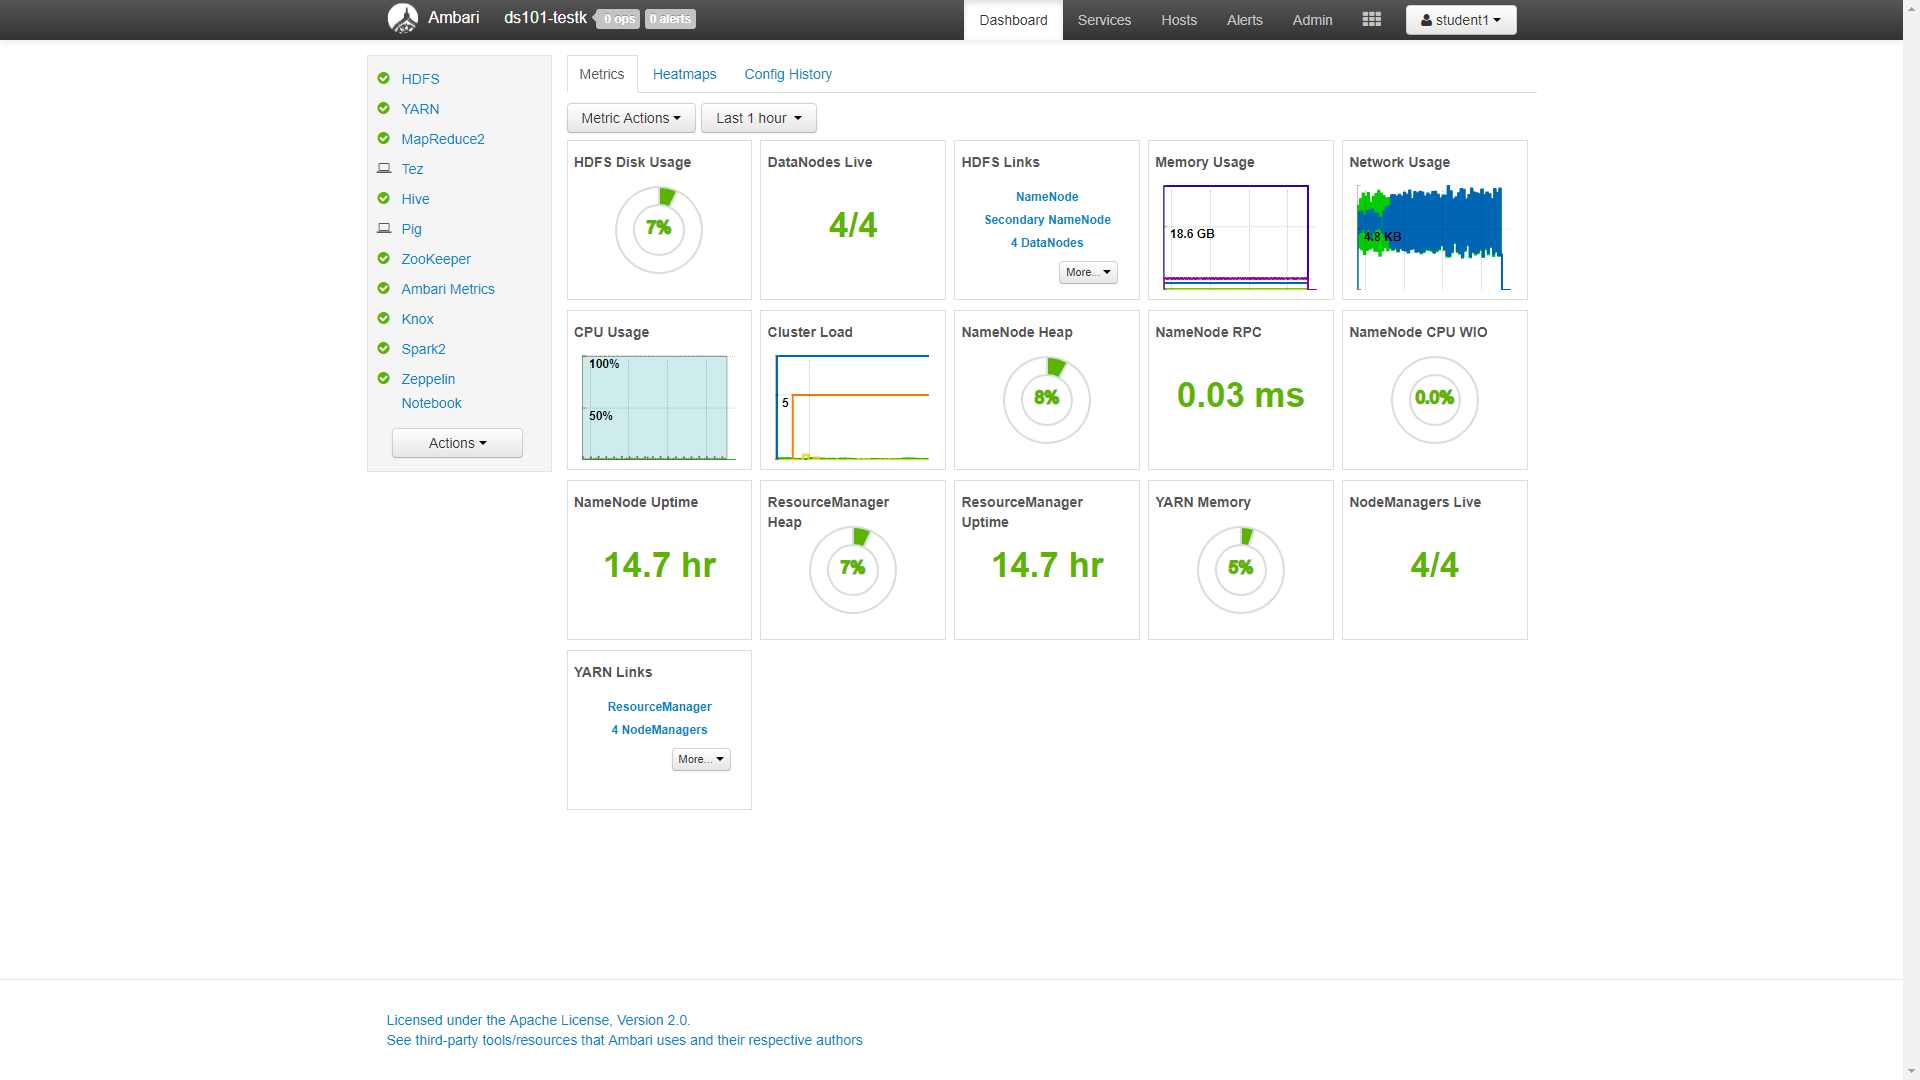 Ambari ds101-testk 0 ops 0 alerts
Dashboard Services Hosts Alerts Admin student1
HDFS
YARN
MapReduce2
Tez
Hive
Pig
ZooKeeper
Ambari Metrics
Knox
Spark2
Zeppelin
Notebook
Actions
Metrics Heatmaps Config History
Metric Actions Last 1 hour
HDFS Disk Usage
7%
DataNodes Live
4/4
HDFS Links
NameNode
Secondary NameNode
4 DataNodes
More...
Memory Usage
18.6 GB
Network Usage
4.8 KB
CPU Usage
100%
50%
Cluster Load
5
NameNode Heap
8%
NameNode RPC
0.03 ms
NameNode CPU WIO
0.0%
NameNode Uptime
14.7 hr
ResourceManager
Heap
7%
ResourceManager
Uptime
14.7 hr
YARN Memory
5%
NodeManagers Live
4/4
YARN Links
ResourceManager
4 NodeManagers
More...
Licensed under the Apache License, Version 2.0.
See third-party tools/resources that Ambari uses and their respective authors